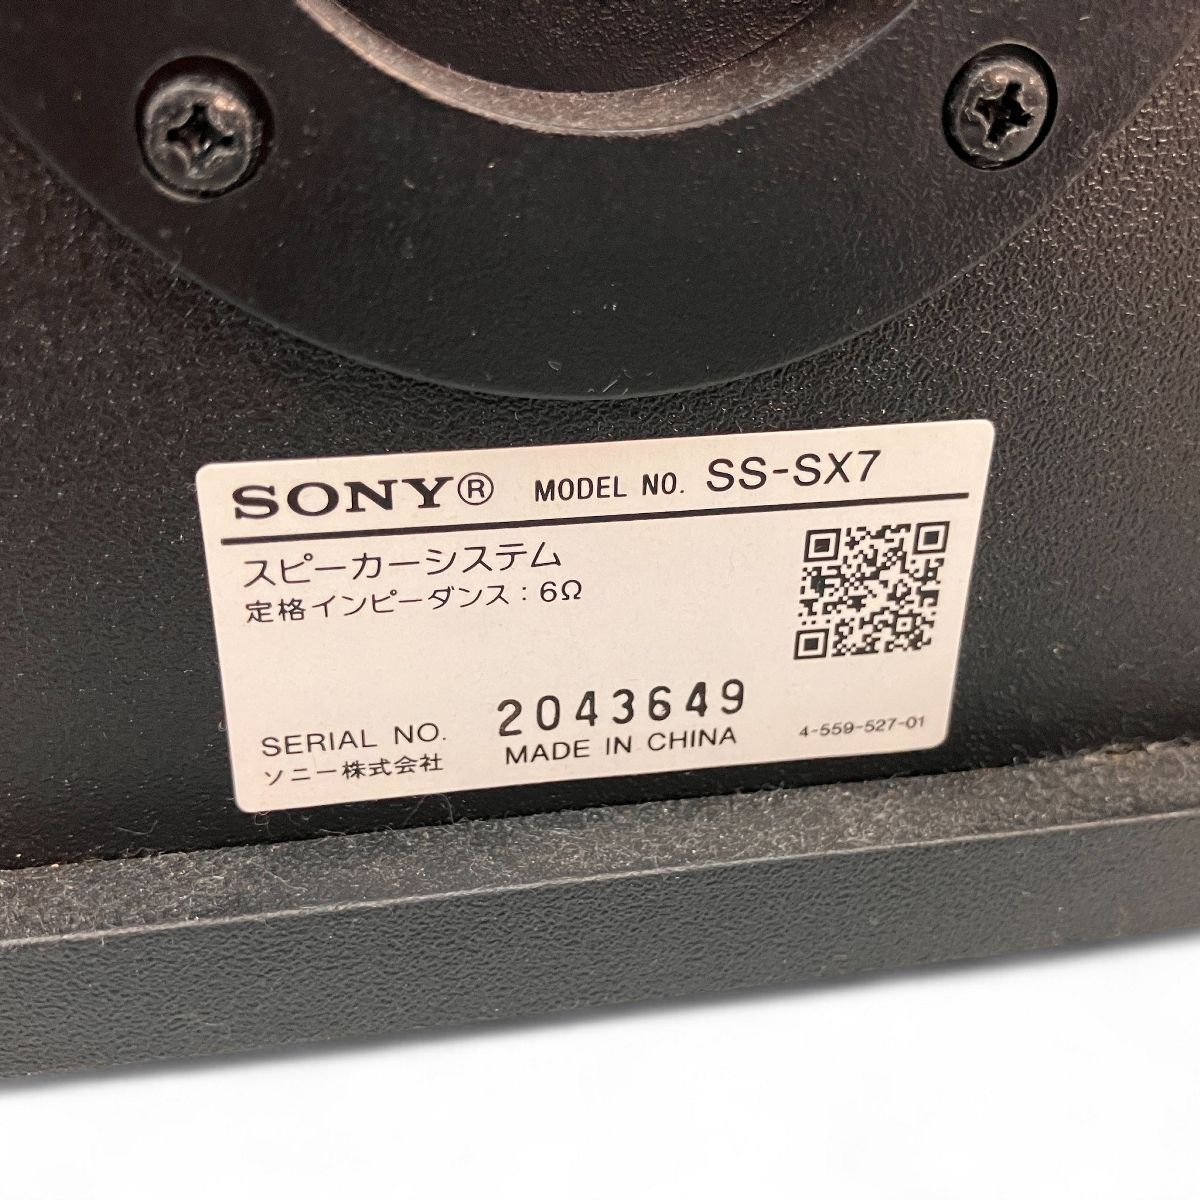 SONY® MODEL NO. SS-SX7
スピーカーシステム
定格インピーダンス：6Ω
SERIAL NO. 2043649
ソニー株式会社 MADE IN CHINA 4-559-527-01